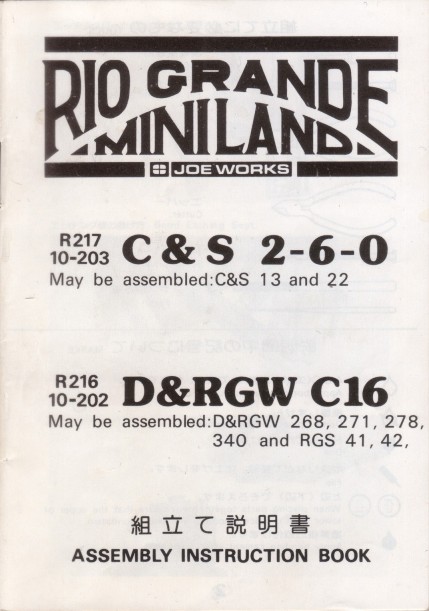 RIO GRANDE
MINILAND
JOE WORKS
R217
10-203
C&S 2-6-0
May be assembled:C&S 13 and 22
R216
10-202
D&RGW C16
May be assembled:D&RGW 268, 271, 278,
340 and RGS 41, 42,
組立て説明書
ASSEMBLY INSTRUCTION BOOK